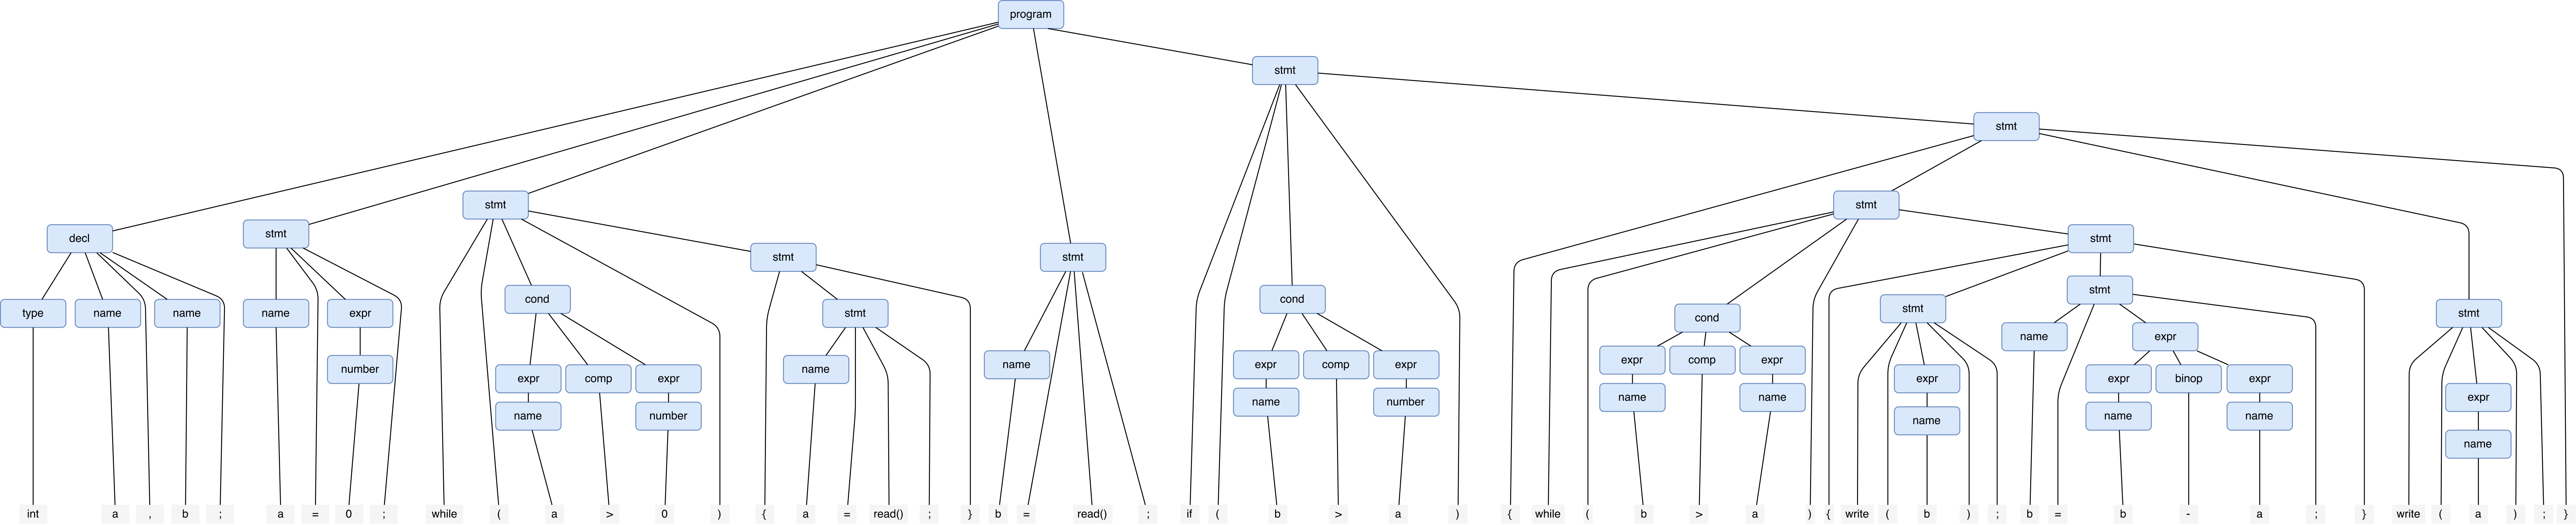 program
stmt
stmt
stmt stmt
decl stmt stmt stmt stmt
cond cond stmt
type name name name expr stmt cond stmt stmt
number name name expr comp expr expr comp expr name expr
expr comp expr name name number name name expr expr binop expr expr
name number name name name name
int a , b ; a = 0 ; while ( a > 0 ) { a = read() ; } b = read() ; if ( b > a ) { while ( b > a ) { write ( b ) ; b = b - a ; } write ( a ) ; }